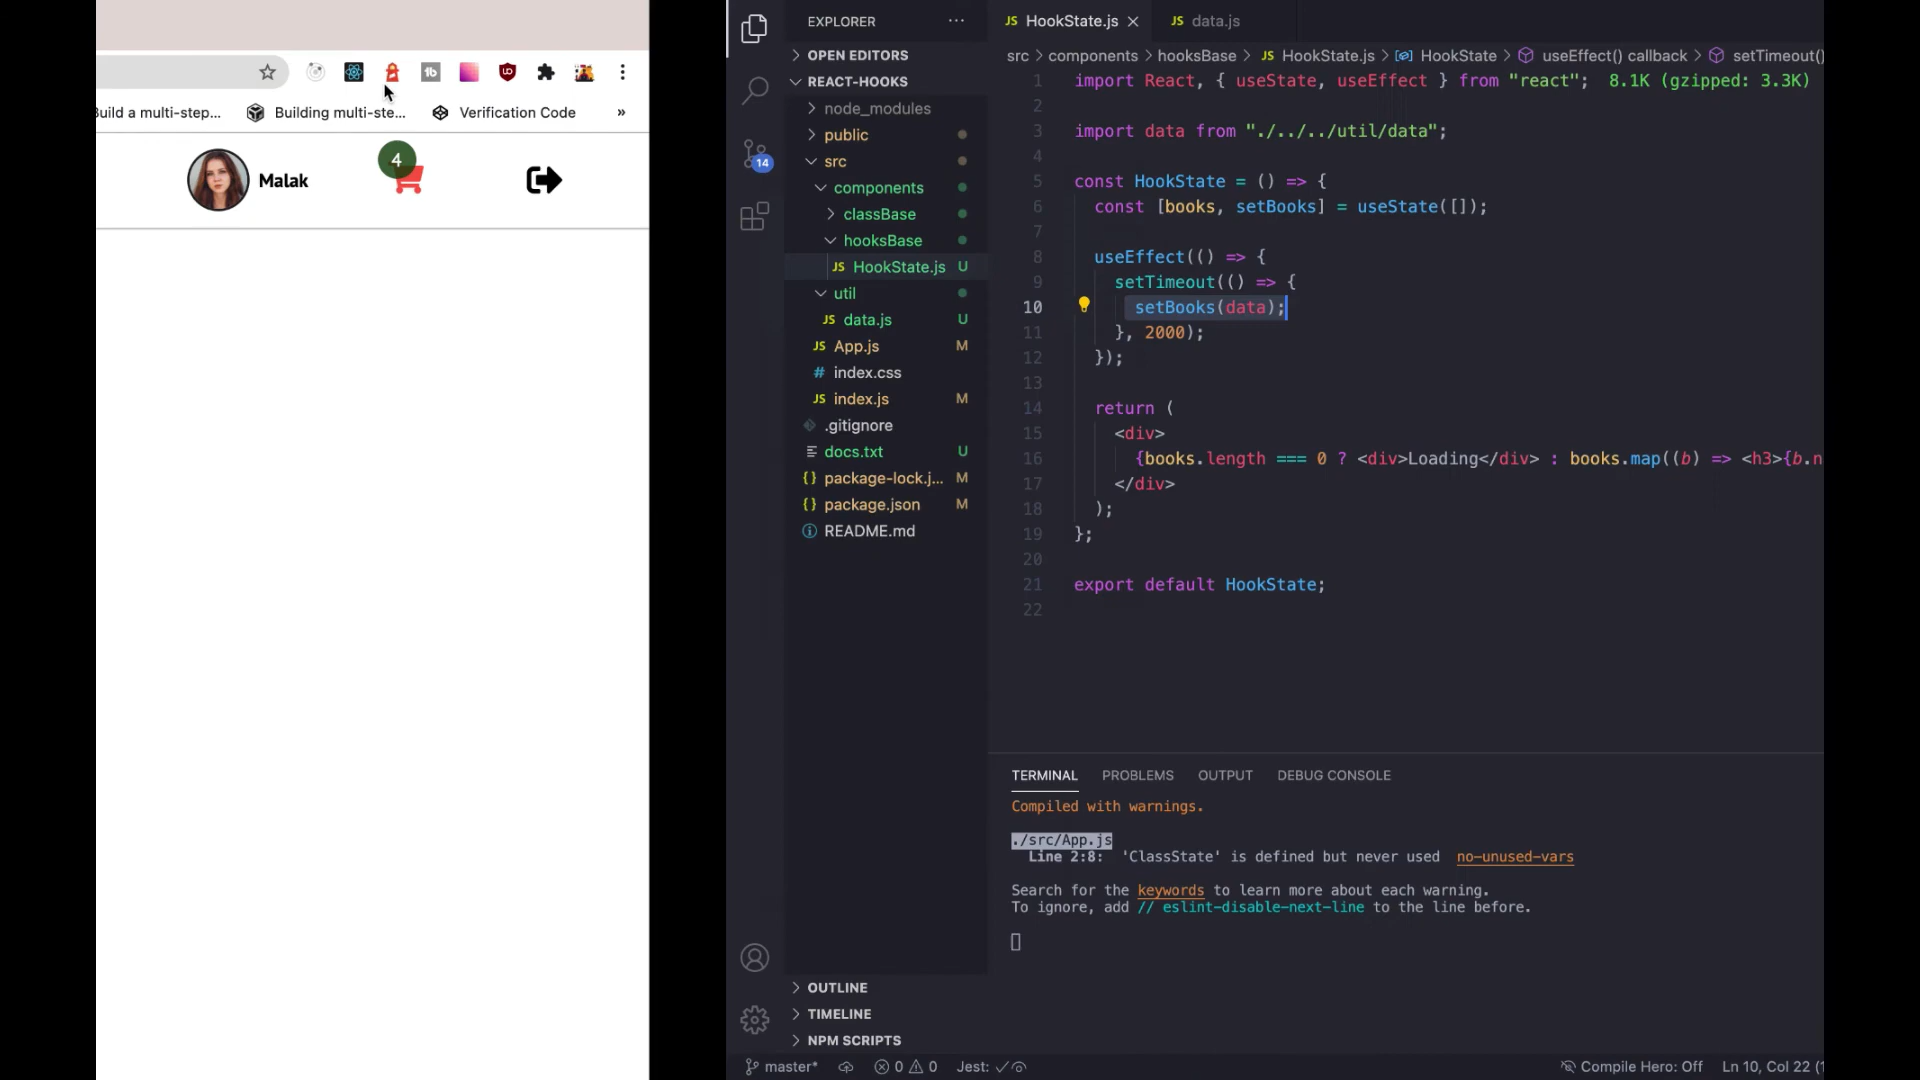 uild a multi-step...
Building multi-ste...
Verification Code
»
Malak
4
EXPLORER
OPEN EDITORS
REACT-HOOKS
node_modules
public
src
components
classBase
hooksBase
JS HookState.js U
util
JS data.js U
JS App.js M
# index.css
JS index.js M
.gitignore
docs.txt U
{} package-lock.j... M
{} package.json M
README.md
OUTLINE
TIMELINE
NPM SCRIPTS
14
JS HookState.js
JS data.js
src > components > hooksBase > JS HookState.js > HookState > useEffect() callback > setTimeout()
1 import React, { useState, useEffect } from "react"; 8.1K (gzipped: 3.3K)
2
3 import data from "./../../util/data";
4
5 const HookState = () => {
6 const [books, setBooks] = useState([]);
7
8 useEffect(() => {
9 setTimeout(() => {
10 setBooks(data);
11 }, 2000);
12 });
13
14 return (
15 <div>
16 {books.length === 0 ? <div>Loading</div> : books.map((b) => <h3>{b.n
17 </div>
18 );
19 };
20
21 export default HookState;
22
TERMINAL PROBLEMS OUTPUT DEBUG CONSOLE
Compiled with warnings.
./src/App.js
Line 2:8: 'ClassState' is defined but never used no-unused-vars
Search for the keywords to learn more about each warning.
To ignore, add // eslint-disable-next-line to the line before.
master* 0 0 Jest: Compile Hero: Off Ln 10, Col 22 (1